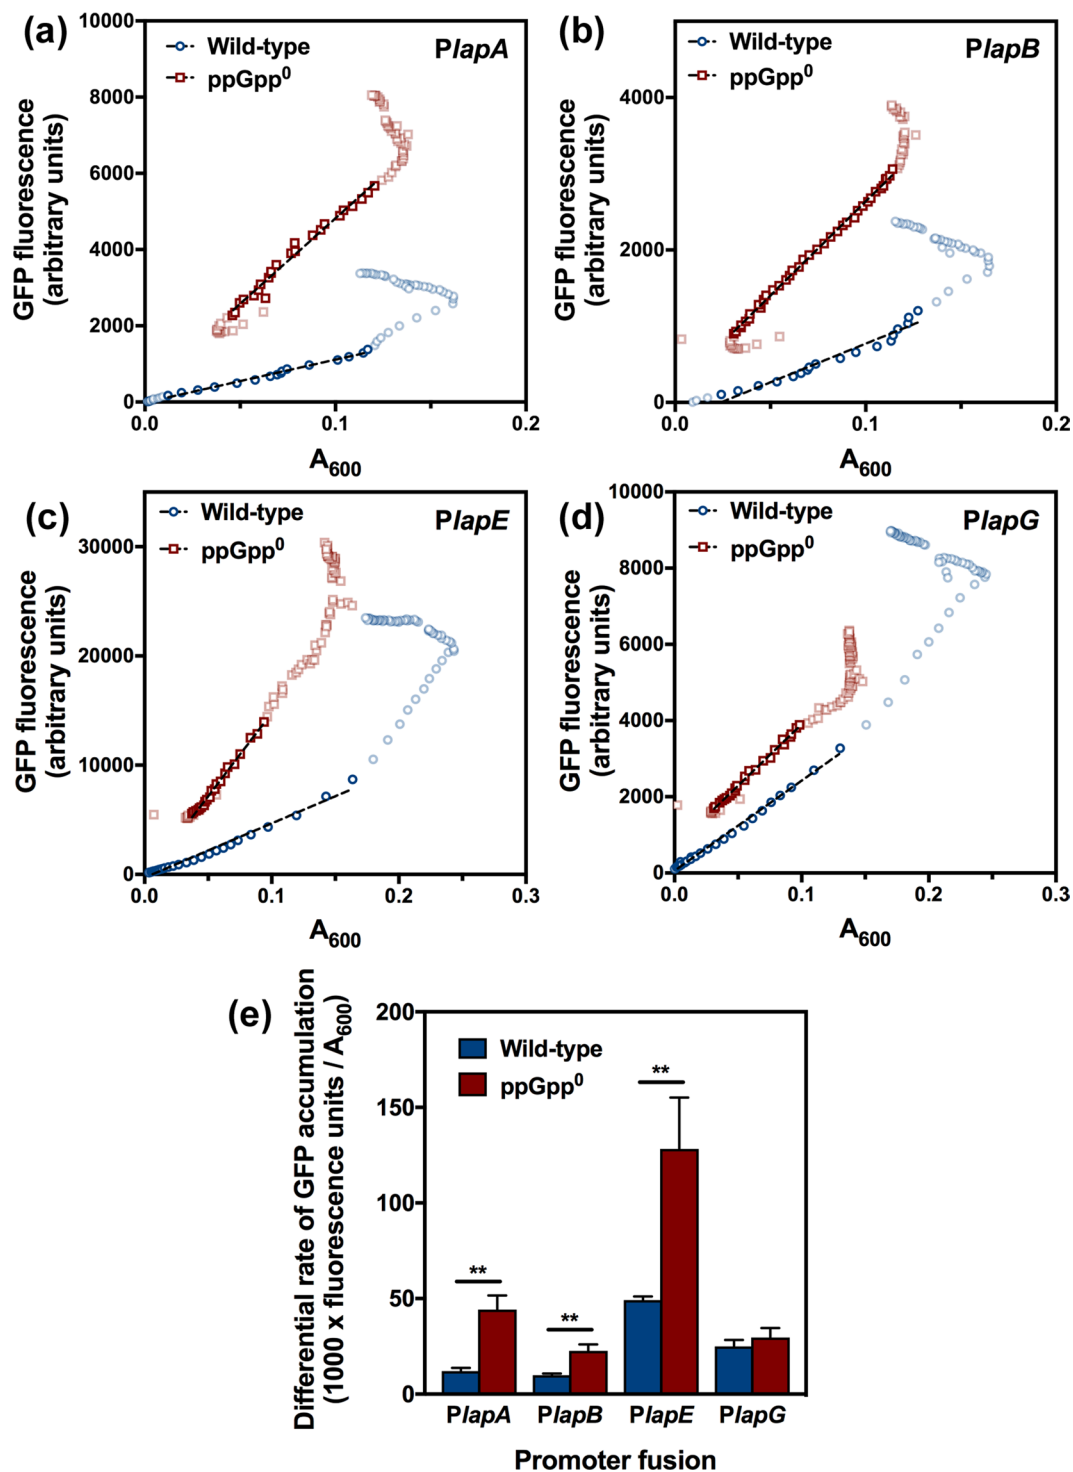 (a)
Wild-type
ppGpp⁰
PlapA
GFP fluorescence
(arbitrary units)
10000
8000
6000
4000
2000
0
0.0
0.1
0.2
A₆₀₀
(b)
Wild-type
ppGpp⁰
PlapB
GFP fluorescence
(arbitrary units)
4000
2000
0
0.0
0.1
0.2
A₆₀₀
(c)
Wild-type
ppGpp⁰
PlapE
GFP fluorescence
(arbitrary units)
30000
20000
10000
0
0.0
0.1
0.2
0.3
A₆₀₀
(d)
Wild-type
ppGpp⁰
PlapG
GFP fluorescence
(arbitrary units)
10000
8000
6000
4000
2000
0
0.0
0.1
0.2
0.3
A₆₀₀
(e)
Differential rate of GFP accumulation
(1000 x fluorescence units / A₆₀₀)
200
150
100
50
0
Wild-type
ppGpp⁰
**
**
**
PlapA
PlapB
PlapE
PlapG
Promoter fusion